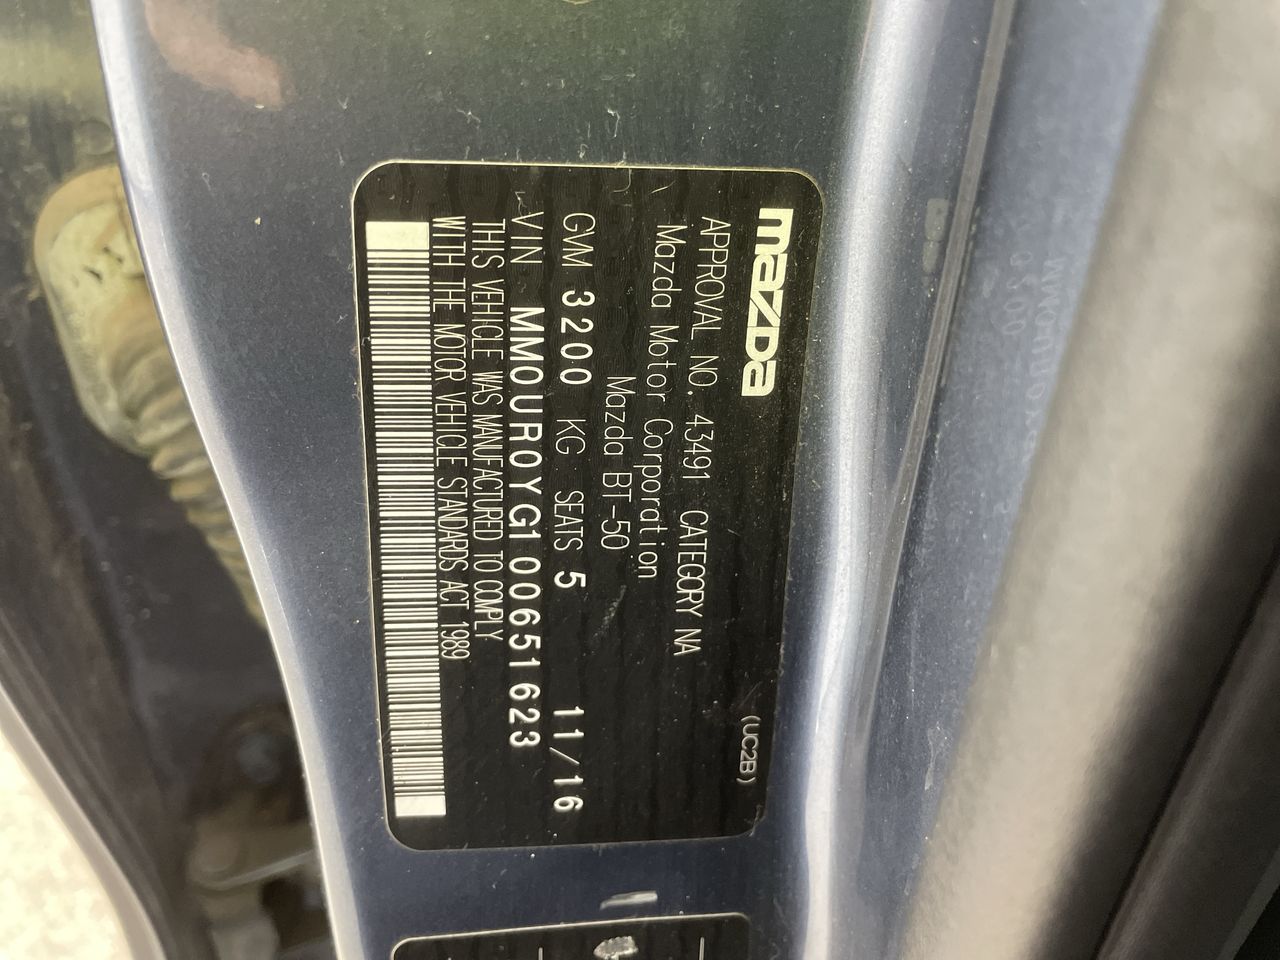 mazda
(UC2B)
APPROVAL NO. 43491 CATEGORY NA
Mazda Motor Corporation
Mazda BT-50
GVM 3200 KG SEATS 5 11/16
VIN MM0UR0YG100651623
THIS VEHICLE WAS MANUFACTURED TO COMPLY
WITH THE MOTOR VEHICLE STANDARDS ACT 1989